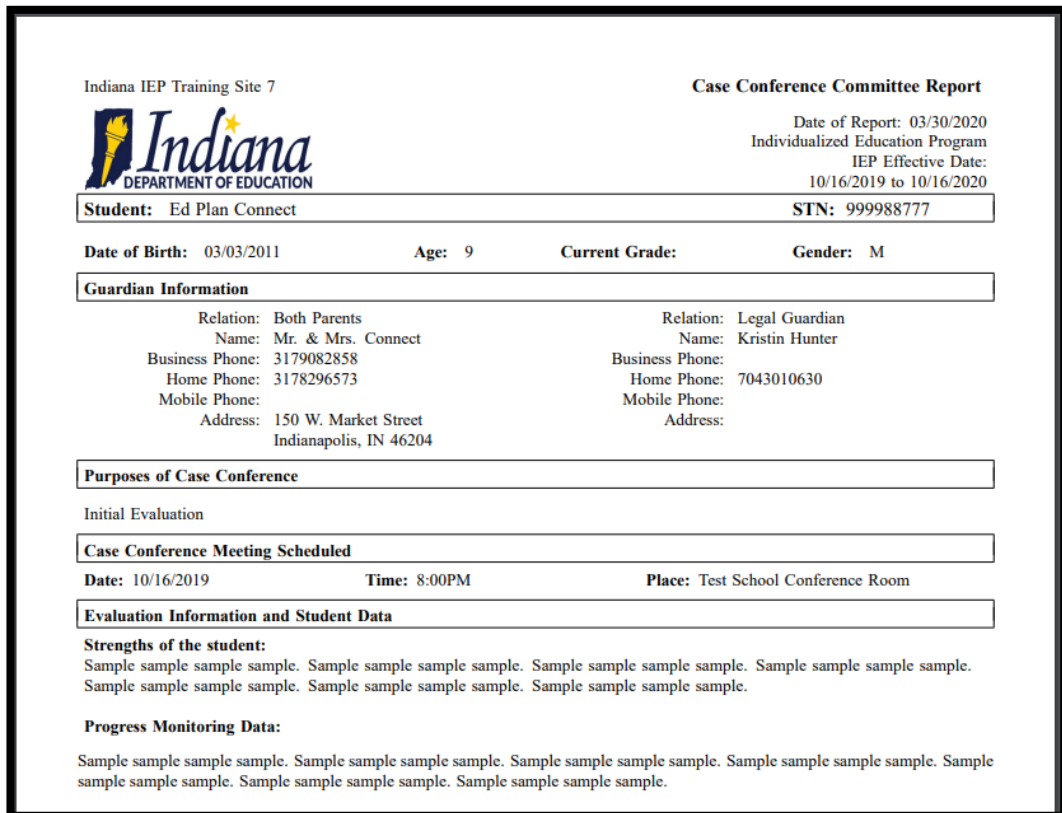 Indiana IEP Training Site 7
Case Conference Committee Report
Indiana
DEPARTMENT OF EDUCATION
Date of Report: 03/30/2020
Individualized Education Program
IEP Effective Date:
10/16/2019 to 10/16/2020
Student: Ed Plan Connect STN: 999988777
Date of Birth: 03/03/2011 Age: 9 Current Grade: Gender: M
Guardian Information
Relation: Both Parents
Name: Mr. & Mrs. Connect
Business Phone: 3179082858
Home Phone: 3178296573
Mobile Phone:
Address: 150 W. Market Street
Indianapolis, IN 46204
Relation: Legal Guardian
Name: Kristin Hunter
Business Phone:
Home Phone: 7043010630
Mobile Phone:
Address:
Purposes of Case Conference
Initial Evaluation
Case Conference Meeting Scheduled
Date: 10/16/2019 Time: 8:00PM Place: Test School Conference Room
Evaluation Information and Student Data
Strengths of the student:
Sample sample sample sample. Sample sample sample sample. Sample sample sample sample. Sample sample sample sample.
Sample sample sample sample. Sample sample sample sample. Sample sample sample sample.
Progress Monitoring Data:
Sample sample sample sample. Sample sample sample sample. Sample sample sample sample. Sample sample sample sample. Sample
sample sample sample. Sample sample sample sample. Sample sample sample sample.